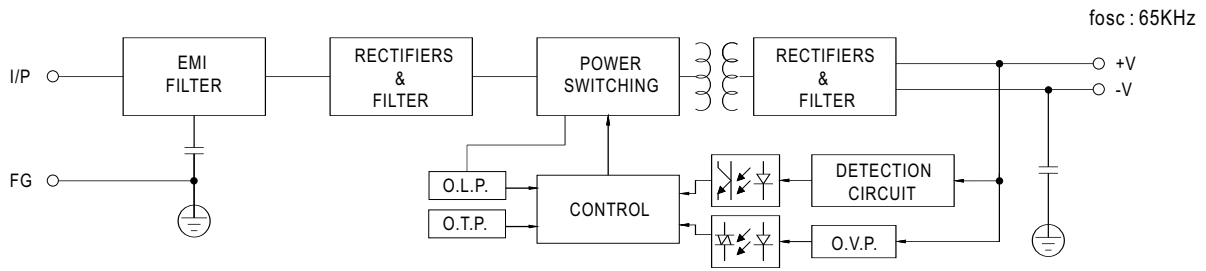 fosc : 65KHz
I/P
EMI
FILTER
RECTIFIERS
&
FILTER
POWER
SWITCHING
RECTIFIERS
&
FILTER
+V
-V
FG
O.L.P.
O.T.P.
CONTROL
DETECTION
CIRCUIT
O.V.P.